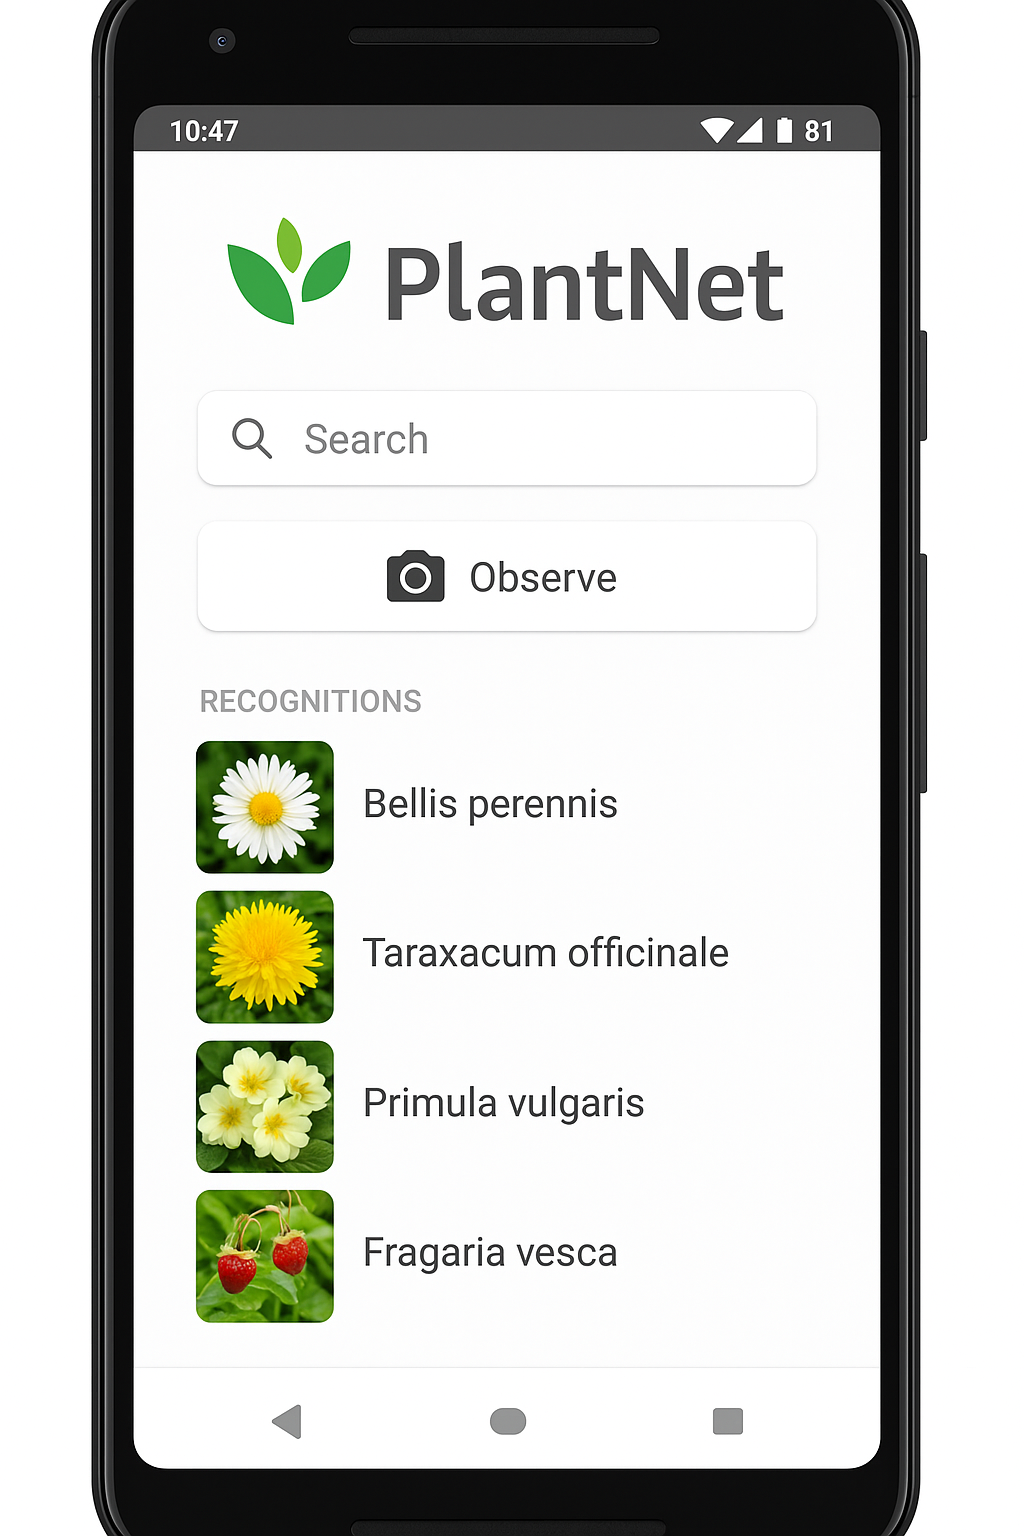 10:47
81
PlantNet
Search
Observe
RECOGNITIONS
Bellis perennis
Taraxacum officinale
Primula vulgaris
Fragaria vesca